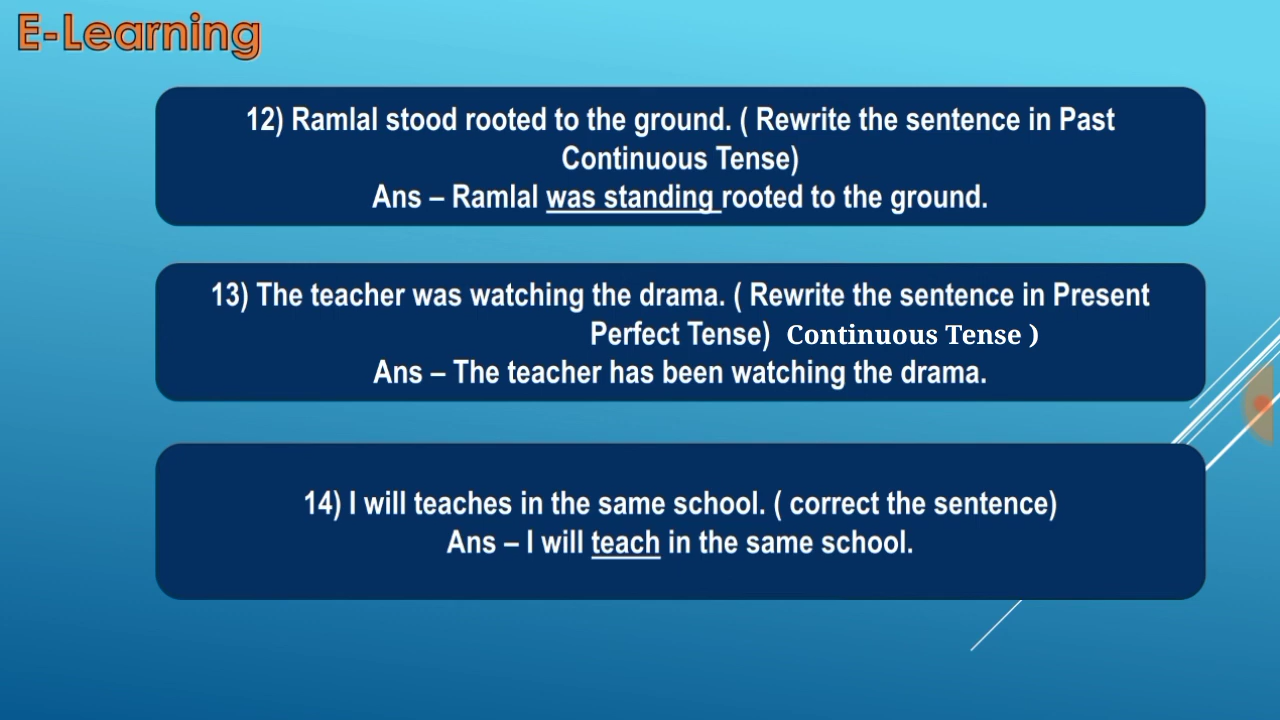 E-Learning
12) Ramlal stood rooted to the ground. ( Rewrite the sentence in Past
Continuous Tense)
Ans – Ramlal was standing rooted to the ground.
13) The teacher was watching the drama. ( Rewrite the sentence in Present
Perfect Tense) Continuous Tense )
Ans – The teacher has been watching the drama.
14) I will teaches in the same school. ( correct the sentence)
Ans – I will teach in the same school.